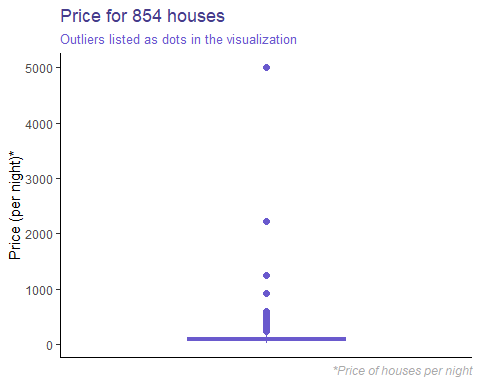 Price for 854 houses
Outliers listed as dots in the visualization
5000
4000
3000
2000
1000
0
Price (per night)*
*Price of houses per night